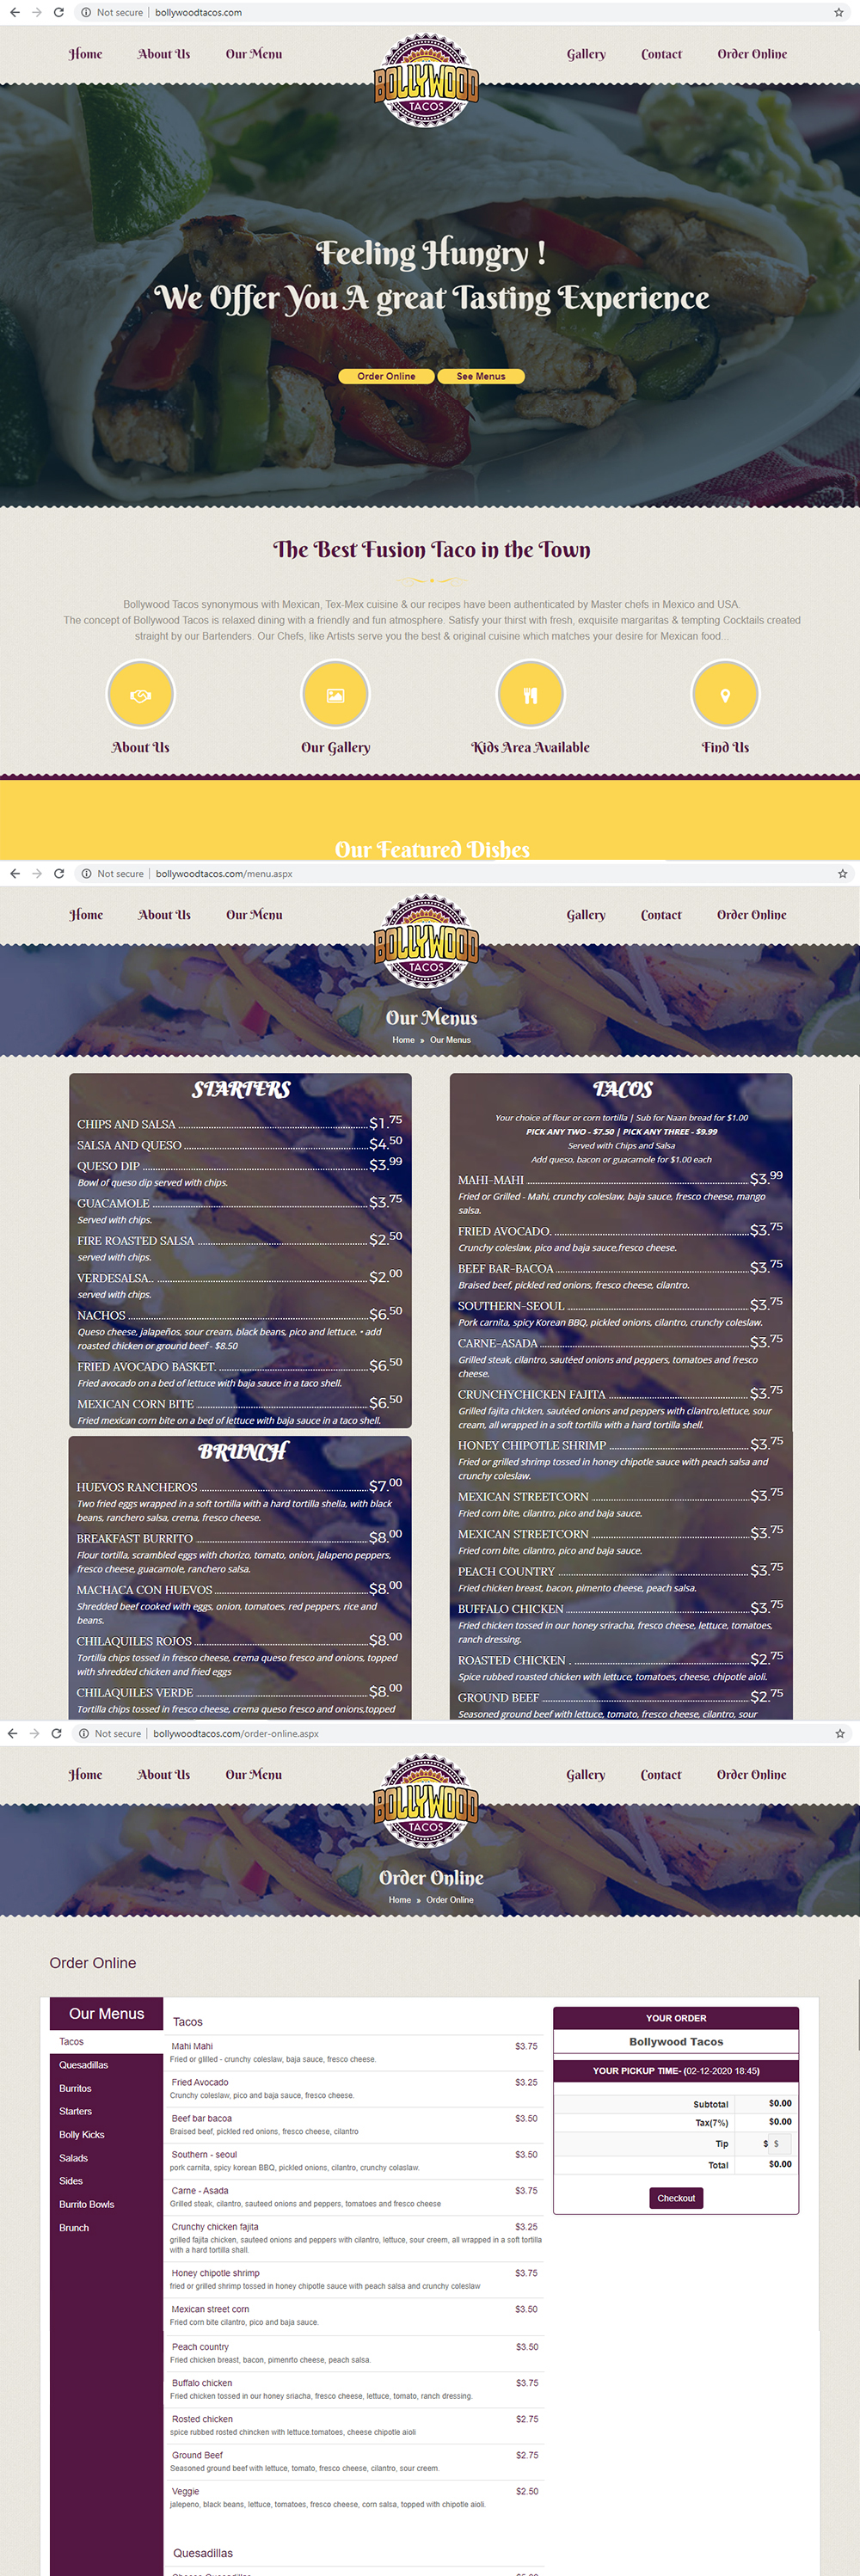 Not secure | bollywoodtacos.com
Home About Us Our Menu
BOLLYWOOD
TACOS
Gallery Contact Order Online
Feeling Hungry !
We Offer You A great Tasting Experience
Order Online See Menus
The Best Fusion Taco in the Town
Bollywood Tacos synonymous with Mexican, Tex-Mex cuisine & our recipes have been authenticated by Master chefs in Mexico and USA.
The concept of Bollywood Tacos is relaxed dining with a friendly and fun atmosphere. Satisfy your thirst with fresh, exquisite margaritas & tempting Cocktails created
straight by our Bartenders. Our Chefs, like Artists serve you the best & original cuisine which matches your desire for Mexican food...
About Us Our Gallery Kids Area Available Find Us
Our Featured Dishes
Not secure | bollywoodtacos.com/menu.aspx
Home About Us Our Menu
BOLLYWOOD
TACOS
Gallery Contact Order Online
Our Menus
Home » Our Menus
STARTERS
CHIPS AND SALSA $1.75
SALSA AND QUESO $4.50
QUESO DIP $3.99
Bowl of queso dip served with chips.
GUACAMOLE $3.75
Served with chips.
FIRE ROASTED SALSA $2.50
served with chips.
VERDESALSA.. $2.00
served with chips.
NACHOS $6.50
Queso cheese, jalapeños, sour cream, black beans, pico and lettuce. • add
roasted chicken or ground beef - $8.50
FRIED AVOCADO BASKET. $6.50
Fried avocado on a bed of lettuce with baja sauce in a taco shell.
MEXICAN CORN BITE $6.50
Fried mexican corn bite on a bed of lettuce with baja sauce in a taco shell.
BRUNCH
HUEVOS RANCHEROS $7.00
Two fried eggs wrapped in a soft tortilla with a hard tortilla shella, with black
beans, ranchero salsa, crema, fresco cheese.
BREAKFAST BURRITO $8.00
Flour tortilla, scrambled eggs with chorizo, tomato, onion, jalapeno peppers,
fresco cheese, guacamole, ranchero salsa.
MACHACA CON HUEVOS $8.00
Shredded beef cooked with eggs, onion, tomatoes, red peppers, rice and
beans.
CHILAQUILES ROJOS $8.00
Tortilla chips tossed in fresco cheese, crema queso fresco and onions, topped
with shredded chicken and fried eggs
CHILAQUILES VERDE $8.00
Tortilla chips tossed in fresco cheese, crema queso fresco and onions,topped
TACOS
Your choice of flour or corn tortilla | Sub for Naan bread for $1.00
PICK ANY TWO - $7.50 | PICK ANY THREE - $9.99
Served with Chips and Salsa
Add queso, bacon or guacamole for $1.00 each
MAHI-MAHI $3.99
Fried or Grilled - Mahi, crunchy coleslaw, baja sauce, fresco cheese, mango
salsa.
FRIED AVOCADO. $3.75
Crunchy coleslaw, pico and baja sauce,fresco cheese.
BEEF BAR-BACOA $3.75
Braised beef, pickled red onions, fresco cheese, cilantro.
SOUTHERN-SEOUL $3.75
Pork carnita, spicy Korean BBQ, pickled onions, cilantro, crunchy coleslaw.
CARNE-ASADA $3.75
Grilled steak, cilantro, sautéed onions and peppers, tomatoes and fresco
cheese.
CRUNCHYCHICKEN FAJITA $3.75
Grilled fajita chicken, sautéed onions and peppers with cilantro,lettuce, sour
cream, all wrapped in a soft tortilla with a hard tortilla shell.
HONEY CHIPOTLE SHRIMP $3.75
Fried or grilled shrimp tossed in honey chipotle sauce with peach salsa and
crunchy coleslaw.
MEXICAN STREETCORN $3.75
Fried corn bite, cilantro, pico and baja sauce.
MEXICAN STREETCORN $3.75
Fried corn bite, cilantro, pico and baja sauce.
PEACH COUNTRY $3.75
Fried chicken breast, bacon, pimento cheese, peach salsa.
BUFFALO CHICKEN $3.75
Fried chicken tossed in our honey sriracha, fresco cheese, lettuce, tomatoes,
ranch dressing.
ROASTED CHICKEN . $2.75
Spice rubbed roasted chicken with lettuce, tomatoes, cheese, chipotle aioli.
GROUND BEEF $2.75
Seasoned ground beef with lettuce, tomato, fresco cheese, cilantro, sour
Not secure | bollywoodtacos.com/order-online.aspx
Home About Us Our Menu
BOLLYWOOD
TACOS
Gallery Contact Order Online
Order Online
Home » Order Online
Order Online
Our Menus
Tacos
Quesadillas
Burritos
Starters
Bolly Kicks
Salads
Sides
Burrito Bowls
Brunch
Tacos
Mahi Mahi $3.75
Fried or glilled - crunchy coleslaw, baja sauce, fresco cheese.
Fried Avocado $3.25
Crunchy coleslaw, pico and baja sauce, fresco cheese.
Beef bar bacoa $3.50
Braised beef, pickled red onions, fresco cheese, cilantro
Southern - seoul $3.50
pork carnita, spicy korean BBQ, pickled onions, cilantro, crunchy colaslaw.
Carne - Asada $3.75
Grilled steak, cilantro, sauteed onions and peppers, tomatoes and fresco cheese
Crunchy chicken fajita $3.25
grilled fajita chicken, sauteed onions and peppers with cilantro, lettuce, sour creem, all wrapped in a soft tortilla
with a hard tortilla shall.
Honey chipotle shrimp $3.75
fried or grilled shrimp tossed in honey chipotle sauce with peach salsa and crunchy coleslaw
Mexican street corn $3.50
Fried corn bite cilantro, pico and baja sauce.
Peach country $3.50
Fried chicken breast, bacon, pimenrto cheese, peach salsa.
Buffalo chicken $3.75
Fried chicken tossed in our honey sriacha, fresco cheese, lettuce, tomato, ranch dressing.
Rosted chicken $2.75
spice rubbed rosted chincken with lettuce.tomatoes, cheese chipotle aioli
Ground Beef $2.75
Seasoned ground beef with lettuce, tomato, fresco cheese, cilantro, sour creem.
Veggie $2.50
jalepeno, black beans, lettuce, tomatoes, fresco cheese, corn salsa, topped with chipotle aioli.
Quesadillas
YOUR ORDER
Bollywood Tacos
YOUR PICKUP TIME- (02-12-2020 18:45)
Subtotal $0.00
Tax(7%) $0.00
Tip $ $
Total $0.00
Checkout